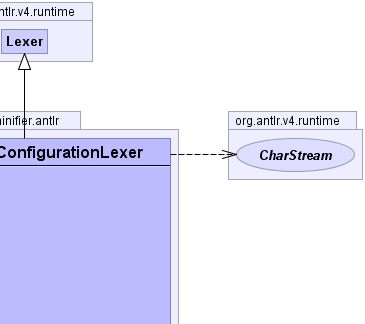 ntlr.v4.runtime
Lexer
inifier.antlr
org.antlr.v4.runtime
ConfigurationLexer
CharStream